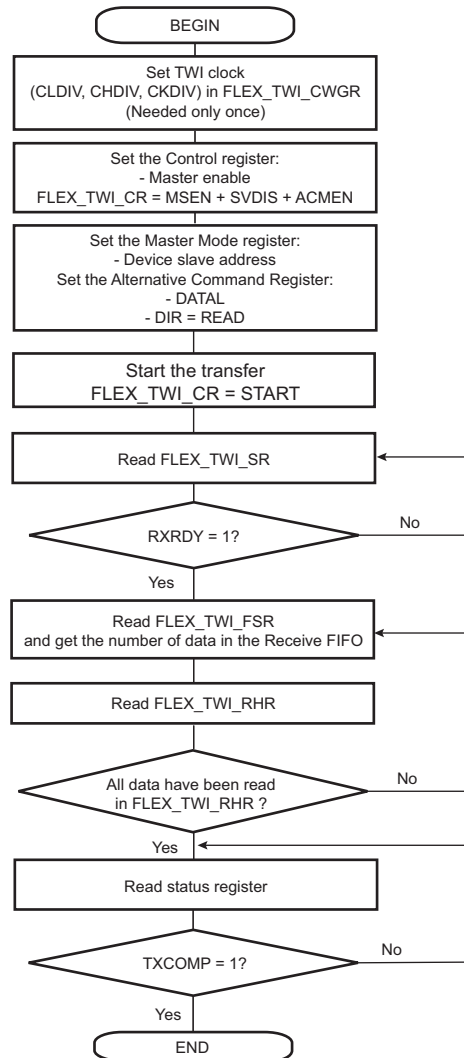 BEGIN
Set TWI clock
(CLDIV, CHDIV, CKDIV) in FLEX_TWI_CWGR
(Needed only once)
Set the Control register:
- Master enable
FLEX_TWI_CR = MSEN + SVDIS + ACMEN
Set the Master Mode register:
- Device slave address
Set the Alternative Command Register:
- DATAL
- DIR = READ
Start the transfer
FLEX_TWI_CR = START
Read FLEX_TWI_SR
RXRDY = 1?
No
Yes
Read FLEX_TWI_FSR
and get the number of data in the Receive FIFO
Read FLEX_TWI_RHR
All data have been read
in FLEX_TWI_RHR ?
No
Yes
Read status register
TXCOMP = 1?
No
Yes
END